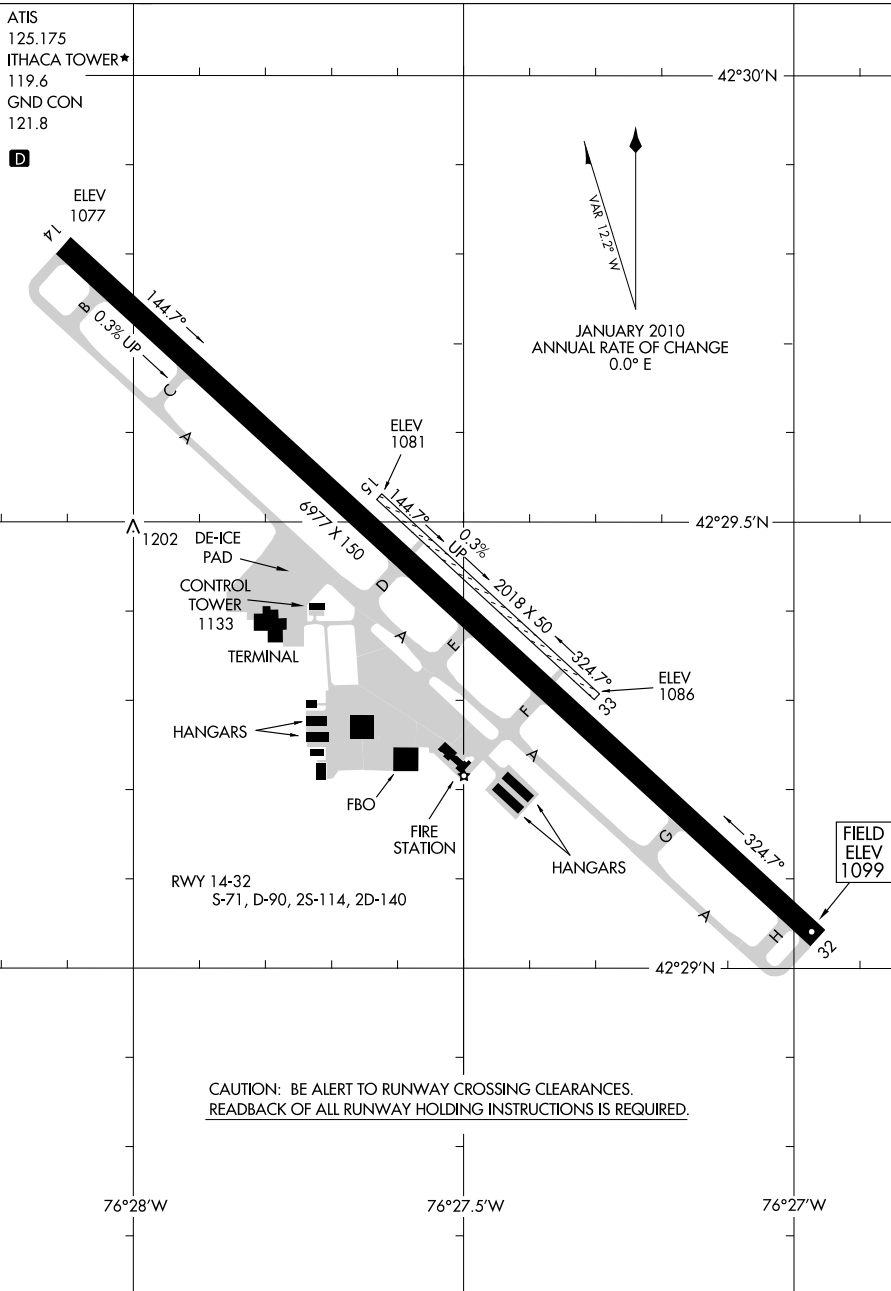 ATIS
125.175
ITHACA TOWER★
119.6
GND CON
121.8
D
42°30'N
ELEV
1077
14
VAR 12.2° W
JANUARY 2010
ANNUAL RATE OF CHANGE
0.0° E
144.7°
B
0.3% UP
C
A
ELEV
1081
15
144.7°
0.3%
UP
2018 X 50
324.7°
33
ELEV
1086
42°29.5'N
6977 X 150
1202
DE-ICE
PAD
CONTROL
TOWER
1133
TERMINAL
D
A
E
F
A
HANGARS
FBO
FIRE
STATION
HANGARS
G
324.7°
FIELD
ELEV
1099
RWY 14-32
S-71, D-90, 2S-114, 2D-140
A
H
32
42°29'N
CAUTION: BE ALERT TO RUNWAY CROSSING CLEARANCES.
READBACK OF ALL RUNWAY HOLDING INSTRUCTIONS IS REQUIRED.
76°28'W
76°27.5'W
76°27'W